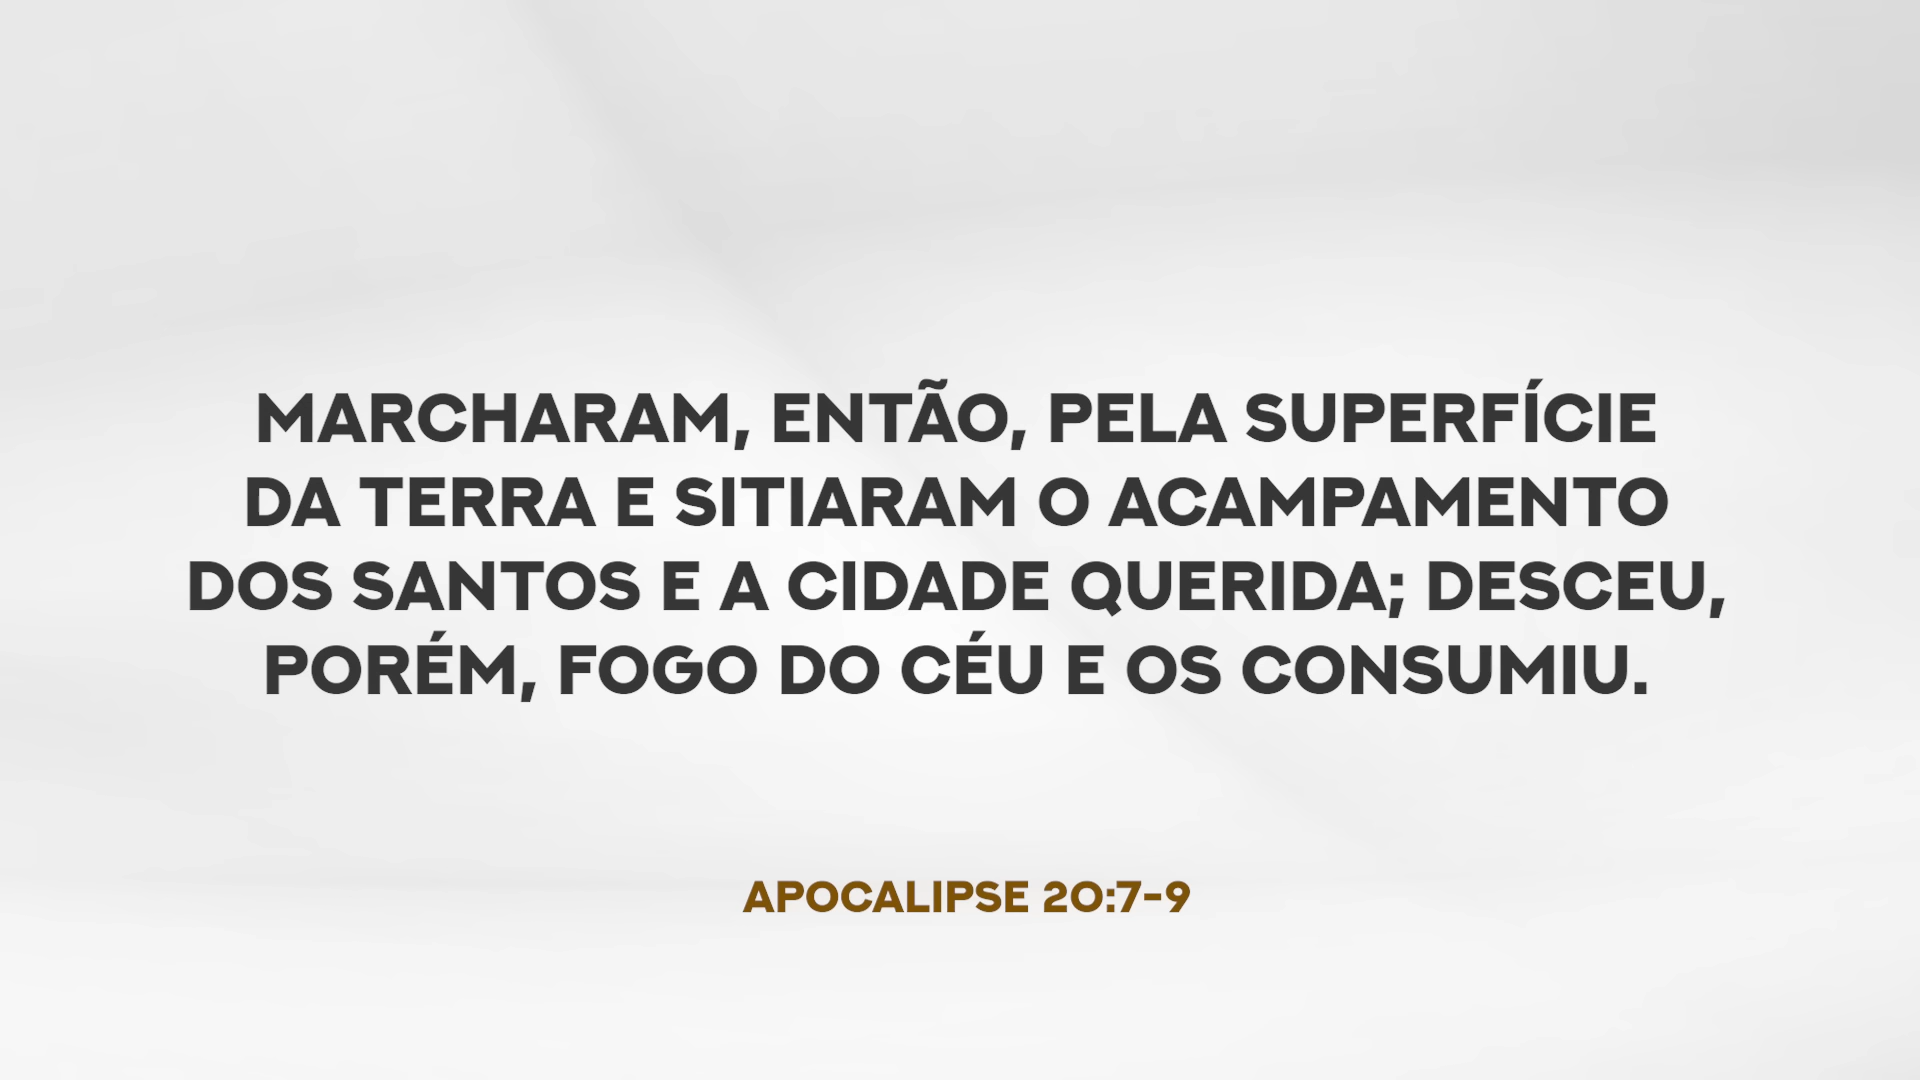 MARCHARAM, ENTÃO, PELA SUPERFÍCIE
DA TERRA E SITIARAM O ACAMPAMENTO
DOS SANTOS E A CIDADE QUERIDA; DESCEU,
PORÉM, FOGO DO CÉU E OS CONSUMIU.
APOCALIPSE 20:7-9